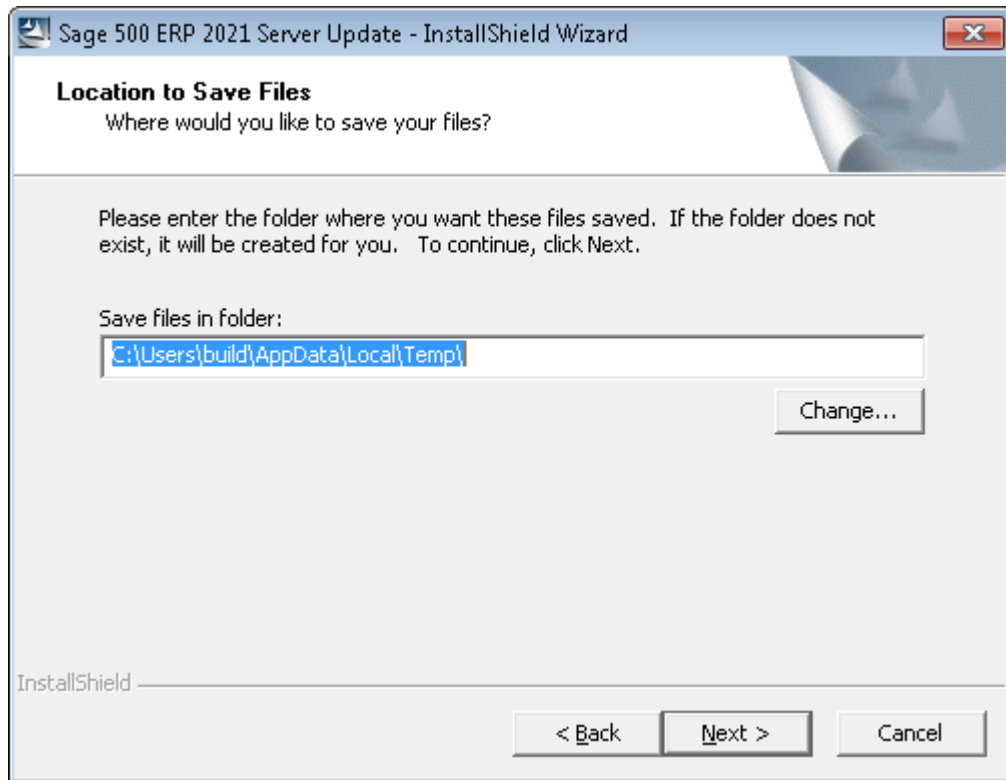 Sage 500 ERP 2021 Server Update - InstallShield Wizard
Location to Save Files
Where would you like to save your files?
Please enter the folder where you want these files saved.  If the folder does not
exist, it will be created for you.   To continue, click Next.
Save files in folder:
C:\Users\build\AppData\Local\Temp\
Change...
InstallShield
< Back
Next >
Cancel